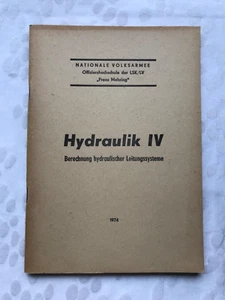 NATIONALE VOLKSARMEE
Offiziershochschule der LSK/LV
„Franz Mehring"
Hydraulik IV
Berechnung hydraulischer Leitungssysteme
1974